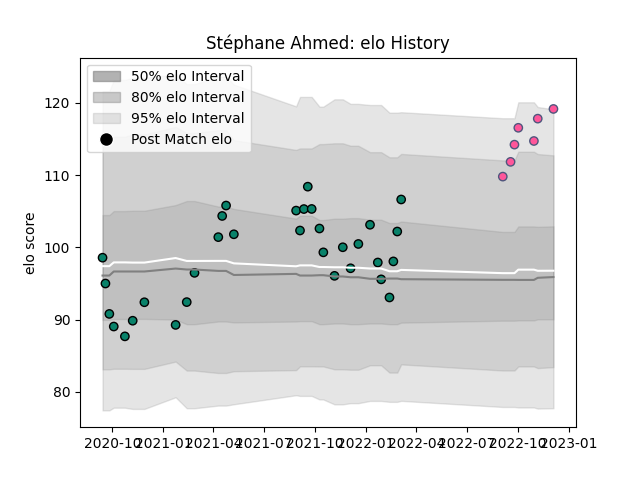 Stéphane Ahmed: elo History
50% elo Interval
80% elo Interval
95% elo Interval
Post Match elo
elo score
120
110
100
90
80
2020-10 2021-01 2021-04 2021-07 2021-10 2022-01 2022-04 2022-07 2022-10 2023-01